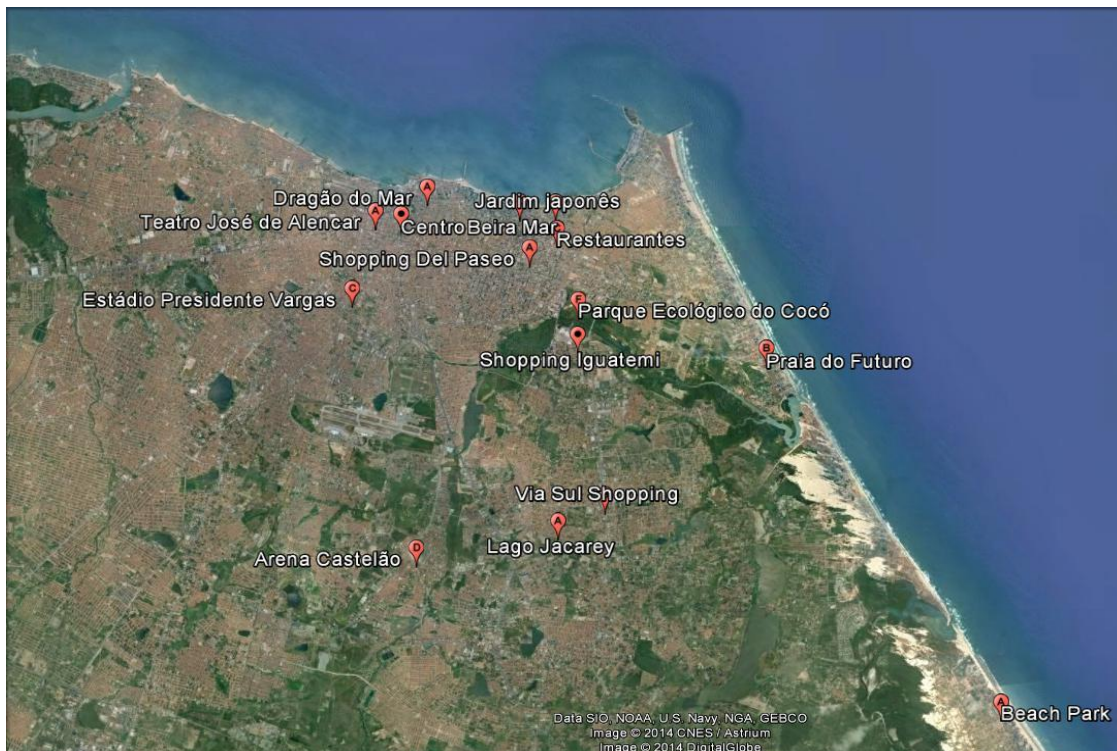 A
Dragão do Mar
Jardim japonês
A
Teatro José de Alencar
Centro
Beira Mar
Restaurantes
A
Shopping Del Paseo
C
Estádio Presidente Vargas
F
Parque Ecológico do Cocó
Shopping Iguatemi
B
Praia do Futuro
Via Sul Shopping
A
Lago Jacarey
D
Arena Castelão
A
Beach Park
Data SIO, NOAA, U.S. Navy, NGA, GEBCO
Image © 2014 CNES / Astrium
Image © 2014 DigitalGlobe